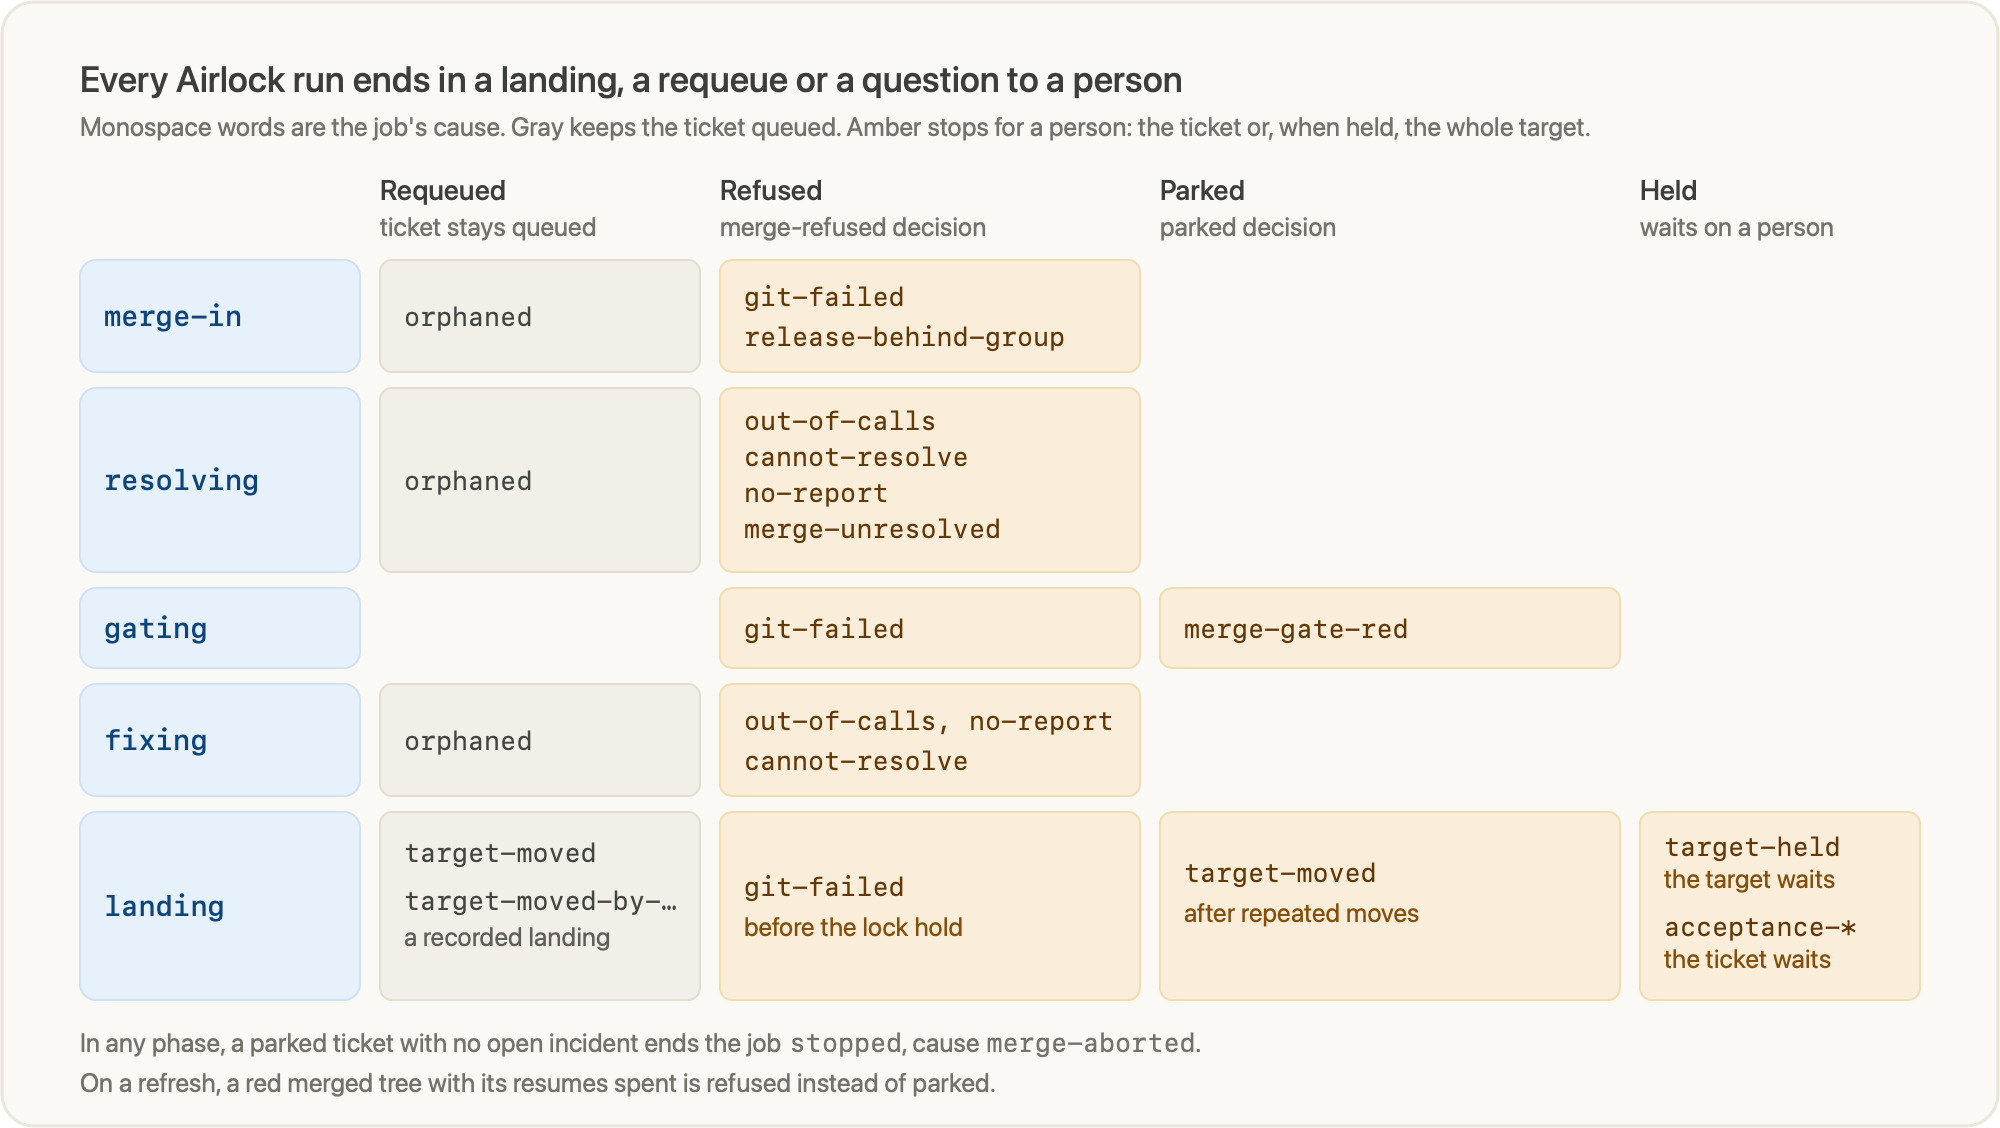 Every Airlock run ends in a landing, a requeue or a question to a person
Monospace words are the job's cause. Gray keeps the ticket queued. Amber stops for a person: the ticket or, when held, the whole target.
Requeued
ticket stays queued
Refused
merge-refused decision
Parked
parked decision
Held
waits on a person
merge-in
orphaned
git-failed
release-behind-group
resolving
orphaned
out-of-calls
cannot-resolve
no-report
merge-unresolved
gating
git-failed
merge-gate-red
fixing
orphaned
out-of-calls, no-report
cannot-resolve
landing
target-moved
target-moved-by-…
a recorded landing
git-failed
before the lock hold
target-moved
after repeated moves
target-held
the target waits
acceptance-*
the ticket waits
In any phase, a parked ticket with no open incident ends the job stopped, cause merge-aborted.
On a refresh, a red merged tree with its resumes spent is refused instead of parked.